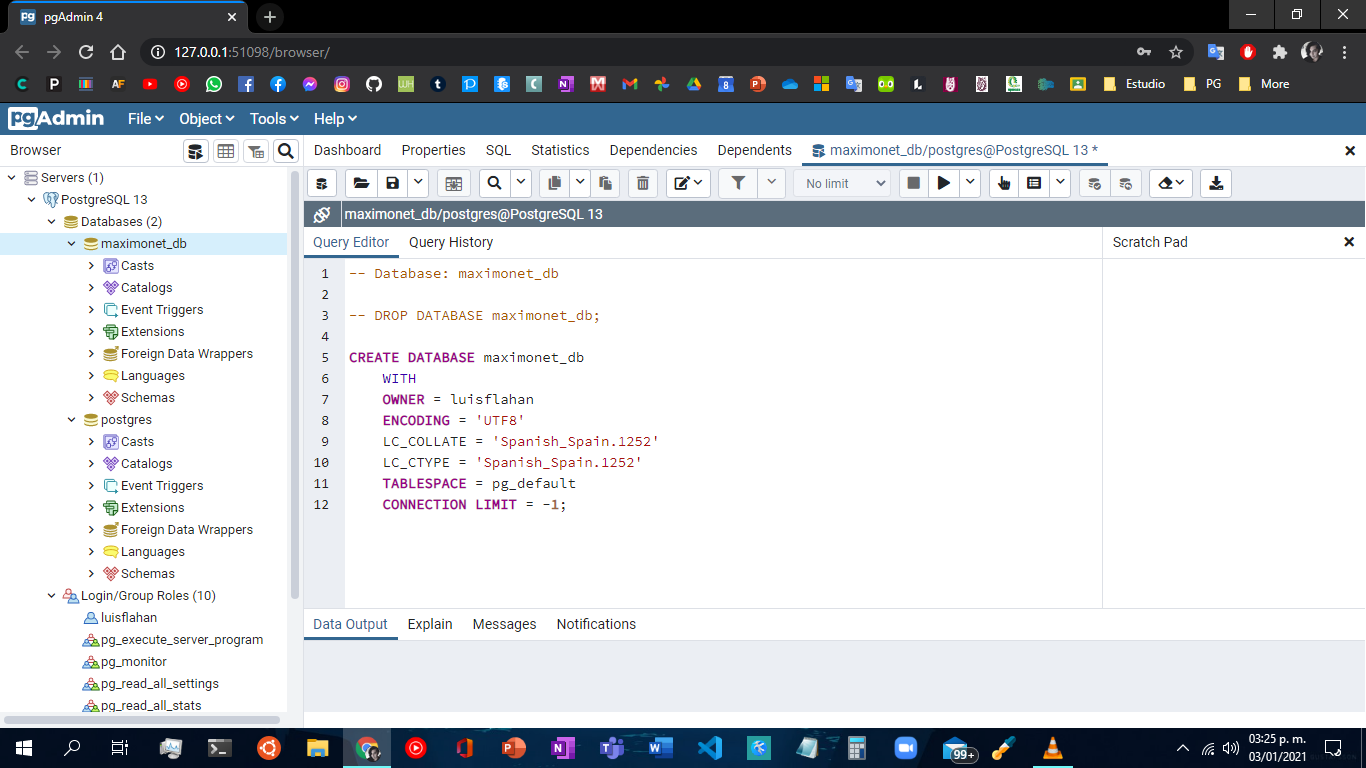 pgAdmin 4
127.0.0.1:51098/browser/
Estudio PG More
pgAdmin File Object Tools Help
Browser
Dashboard Properties SQL Statistics Dependencies Dependents maximonet_db/postgres@PostgreSQL 13 *
No limit
Servers (1)
PostgreSQL 13
Databases (2)
maximonet_db
Casts
Catalogs
Event Triggers
Extensions
Foreign Data Wrappers
Languages
Schemas
postgres
Casts
Catalogs
Event Triggers
Extensions
Foreign Data Wrappers
Languages
Schemas
Login/Group Roles (10)
luisflahan
pg_execute_server_program
pg_monitor
pg_read_all_settings
pg_read_all_stats
maximonet_db/postgres@PostgreSQL 13
Query Editor Query History
Scratch Pad
1 -- Database: maximonet_db
2
3 -- DROP DATABASE maximonet_db;
4
5 CREATE DATABASE maximonet_db
6 WITH
7 OWNER = luisflahan
8 ENCODING = 'UTF8'
9 LC_COLLATE = 'Spanish_Spain.1252'
10 LC_CTYPE = 'Spanish_Spain.1252'
11 TABLESPACE = pg_default
12 CONNECTION LIMIT = -1;
Data Output Explain Messages Notifications
99+
03:25 p. m.
03/01/2021